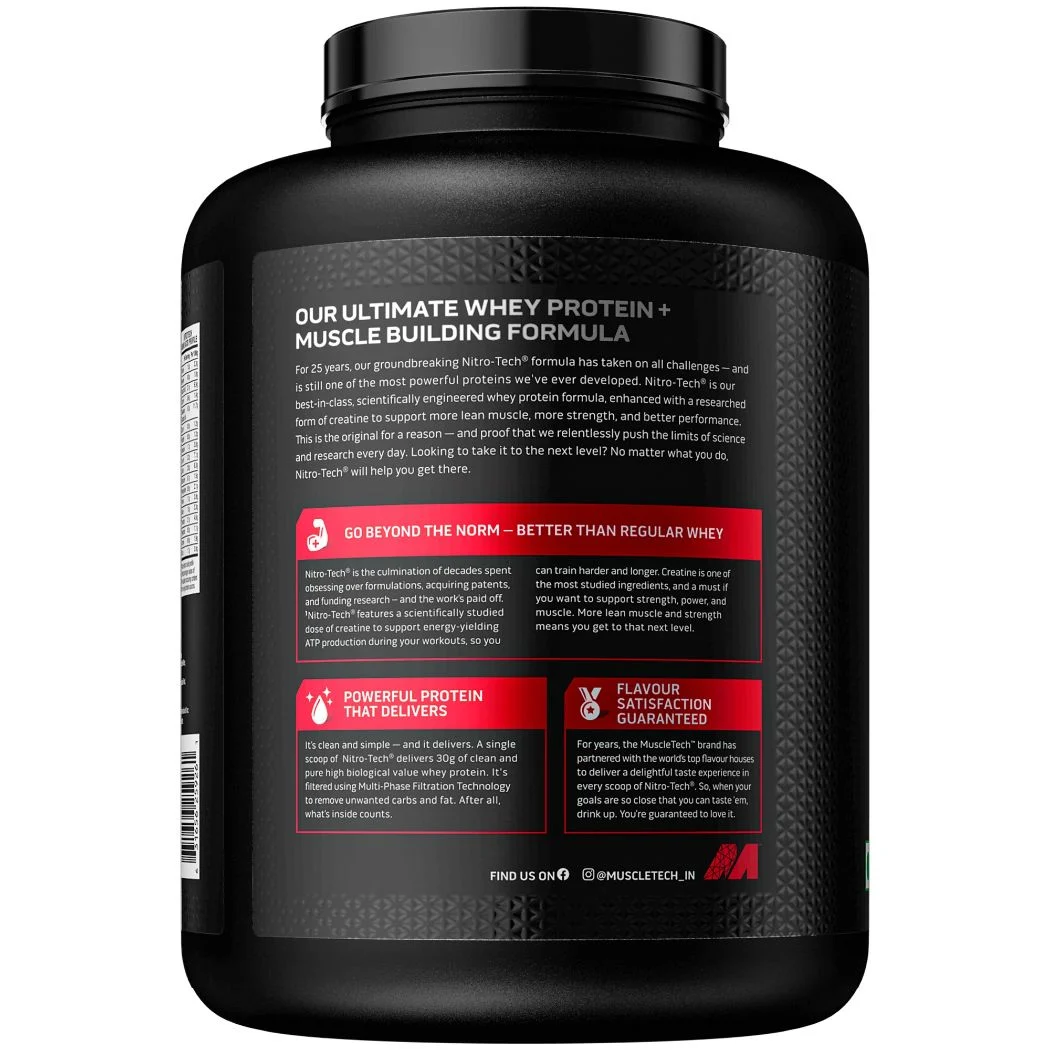 OUR ULTIMATE WHEY PROTEIN +
MUSCLE BUILDING FORMULA
For 25 years, our groundbreaking Nitro-Tech® formula has taken on all challenges — and
is still one of the most powerful proteins we've ever developed. Nitro-Tech® is our
best-in-class, scientifically engineered whey protein formula, enhanced with a researched
form of creatine to support more lean muscle, more strength, and better performance.
This is the original for a reason — and proof that we relentlessly push the limits of science
and research every day. Looking to take it to the next level? No matter what you do,
Nitro-Tech® will help you get there.
GO BEYOND THE NORM — BETTER THAN REGULAR WHEY
Nitro-Tech® is the culmination of decades spent
obsessing over formulations, acquiring patents,
and funding research – and the work's paid off.
¹Nitro-Tech® features a scientifically studied
dose of creatine to support energy-yielding
ATP production during your workouts, so you
can train harder and longer. Creatine is one of
the most studied ingredients, and a must if
you want to support strength, power, and
muscle. More lean muscle and strength
means you get to that next level.
POWERFUL PROTEIN
THAT DELIVERS
It's clean and simple — and it delivers. A single
scoop of Nitro-Tech® delivers 30g of clean and
pure high biological value whey protein. It's
filtered using Multi-Phase Filtration Technology
to remove unwanted carbs and fat. After all,
what's inside counts.
FLAVOUR
SATISFACTION
GUARANTEED
For years, the MuscleTech™ brand has
partnered with the world's top flavour houses
to deliver a delightful taste experience in
every scoop of Nitro-Tech®. So, when your
goals are so close that you can taste 'em,
drink up. You're guaranteed to love it.
FIND US ON @MUSCLETECH_IN